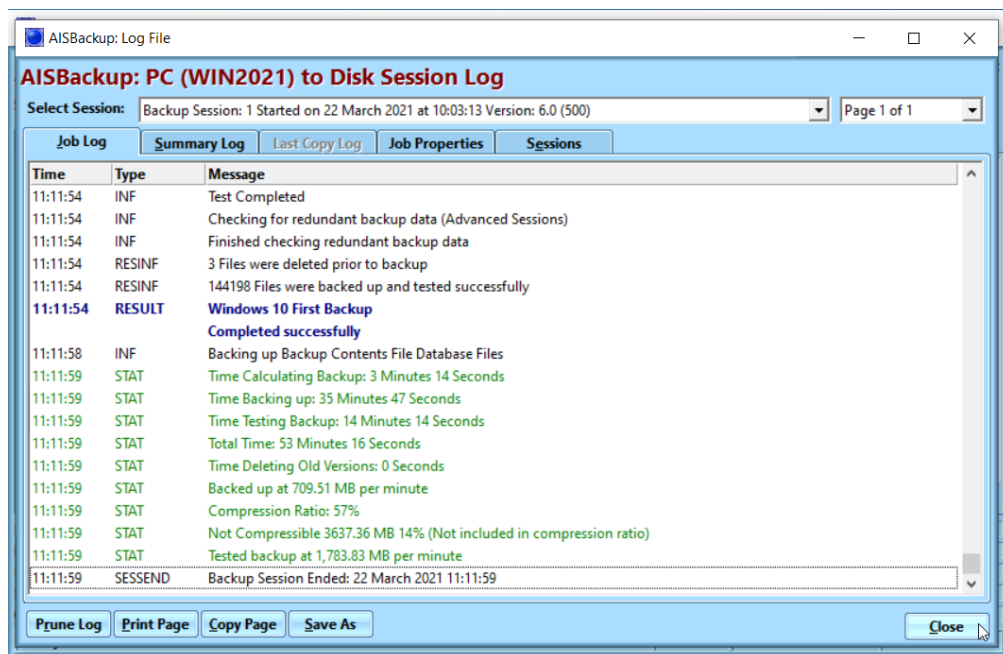 AISBackup: Log File
AISBackup: PC (WIN2021) to Disk Session Log
Select Session: Backup Session: 1 Started on 22 March 2021 at 10:03:13 Version: 6.0 (500) Page 1 of 1
Job Log Summary Log Last Copy Log Job Properties Sessions
Time Type Message
11:11:54 INF Test Completed
11:11:54 INF Checking for redundant backup data (Advanced Sessions)
11:11:54 INF Finished checking redundant backup data
11:11:54 RESINF 3 Files were deleted prior to backup
11:11:54 RESINF 144198 Files were backed up and tested successfully
11:11:54 RESULT Windows 10 First Backup
Completed successfully
11:11:58 INF Backing up Backup Contents File Database Files
11:11:59 STAT Time Calculating Backup: 3 Minutes 14 Seconds
11:11:59 STAT Time Backing up: 35 Minutes 47 Seconds
11:11:59 STAT Time Testing Backup: 14 Minutes 14 Seconds
11:11:59 STAT Total Time: 53 Minutes 16 Seconds
11:11:59 STAT Time Deleting Old Versions: 0 Seconds
11:11:59 STAT Backed up at 709.51 MB per minute
11:11:59 STAT Compression Ratio: 57%
11:11:59 STAT Not Compressible 3637.36 MB 14% (Not included in compression ratio)
11:11:59 STAT Tested backup at 1,783.83 MB per minute
11:11:59 SESSEND Backup Session Ended: 22 March 2021 11:11:59
Prune Log Print Page Copy Page Save As Close